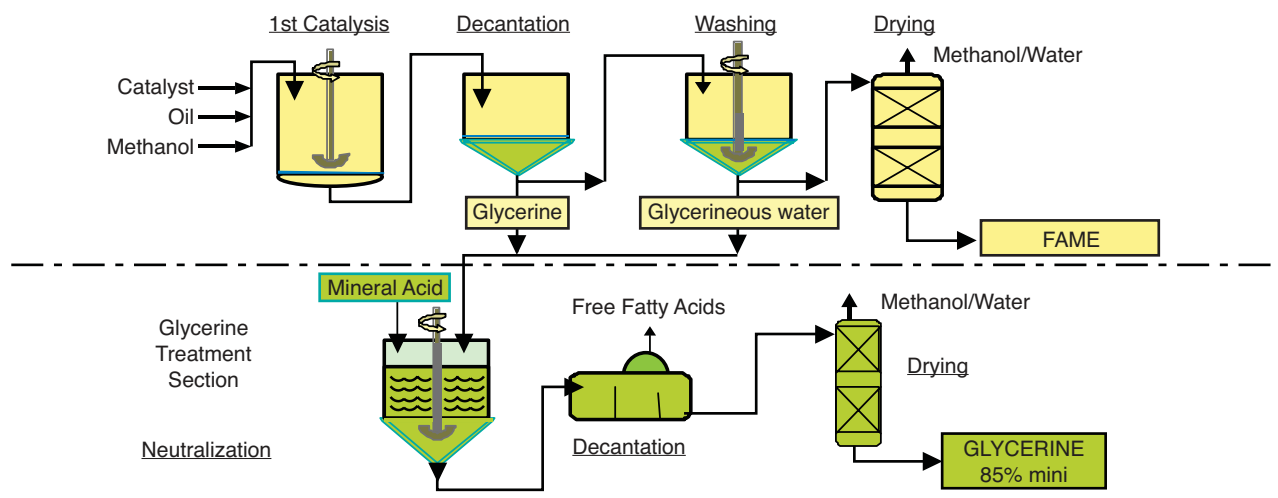 1st Catalysis
Decantation
Washing
Drying
Methanol/Water
Catalyst
Oil
Methanol
Glycerine
Glycerineous water
FAME
Mineral Acid
Glycerine
Treatment
Section
Free Fatty Acids
Methanol/Water
Drying
Neutralization
Decantation
GLYCERINE
85% mini